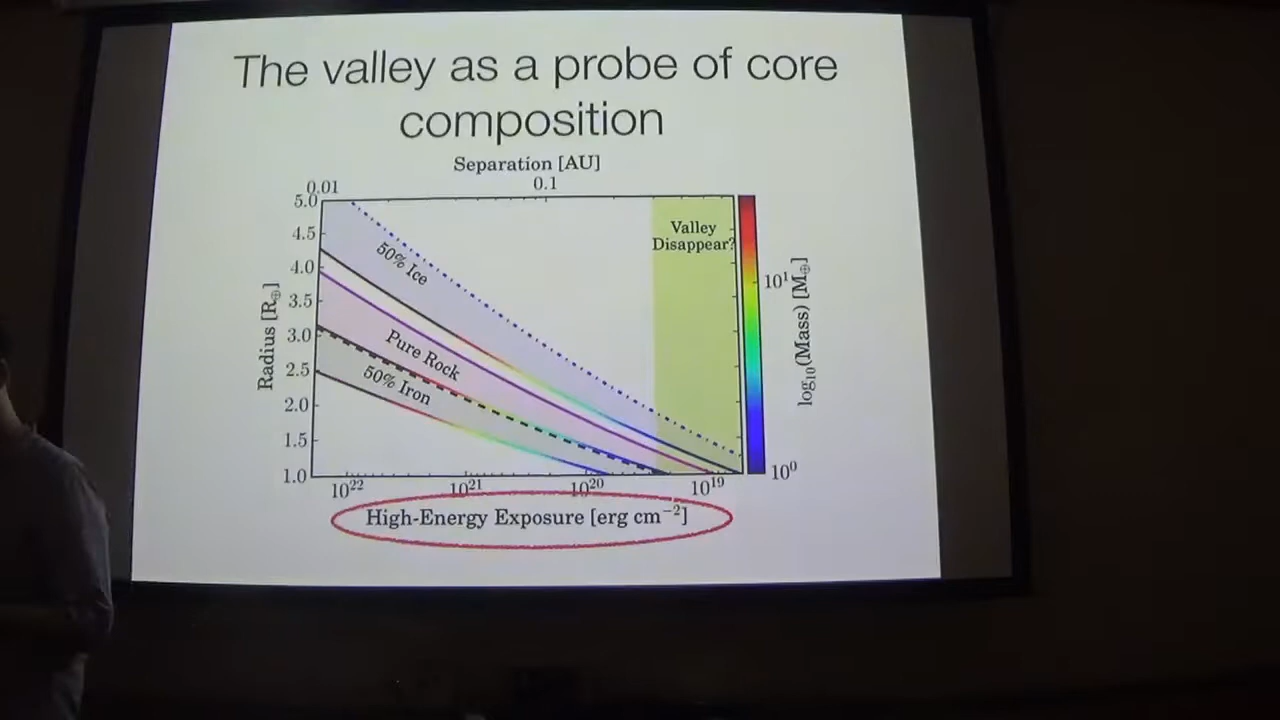 The valley as a probe of core
composition
Separation [AU]
0.01 0.1
5.0
4.5
4.0
3.5
3.0
2.5
2.0
1.5
1.0
Radius [R⊕]
50% Ice
Pure Rock
50% Iron
Valley
Disappear?
10¹
10⁰
log₁₀(Mass) [M⊕]
10²² 10²¹ 10²⁰ 10¹⁹
High-Energy Exposure [erg cm⁻²]